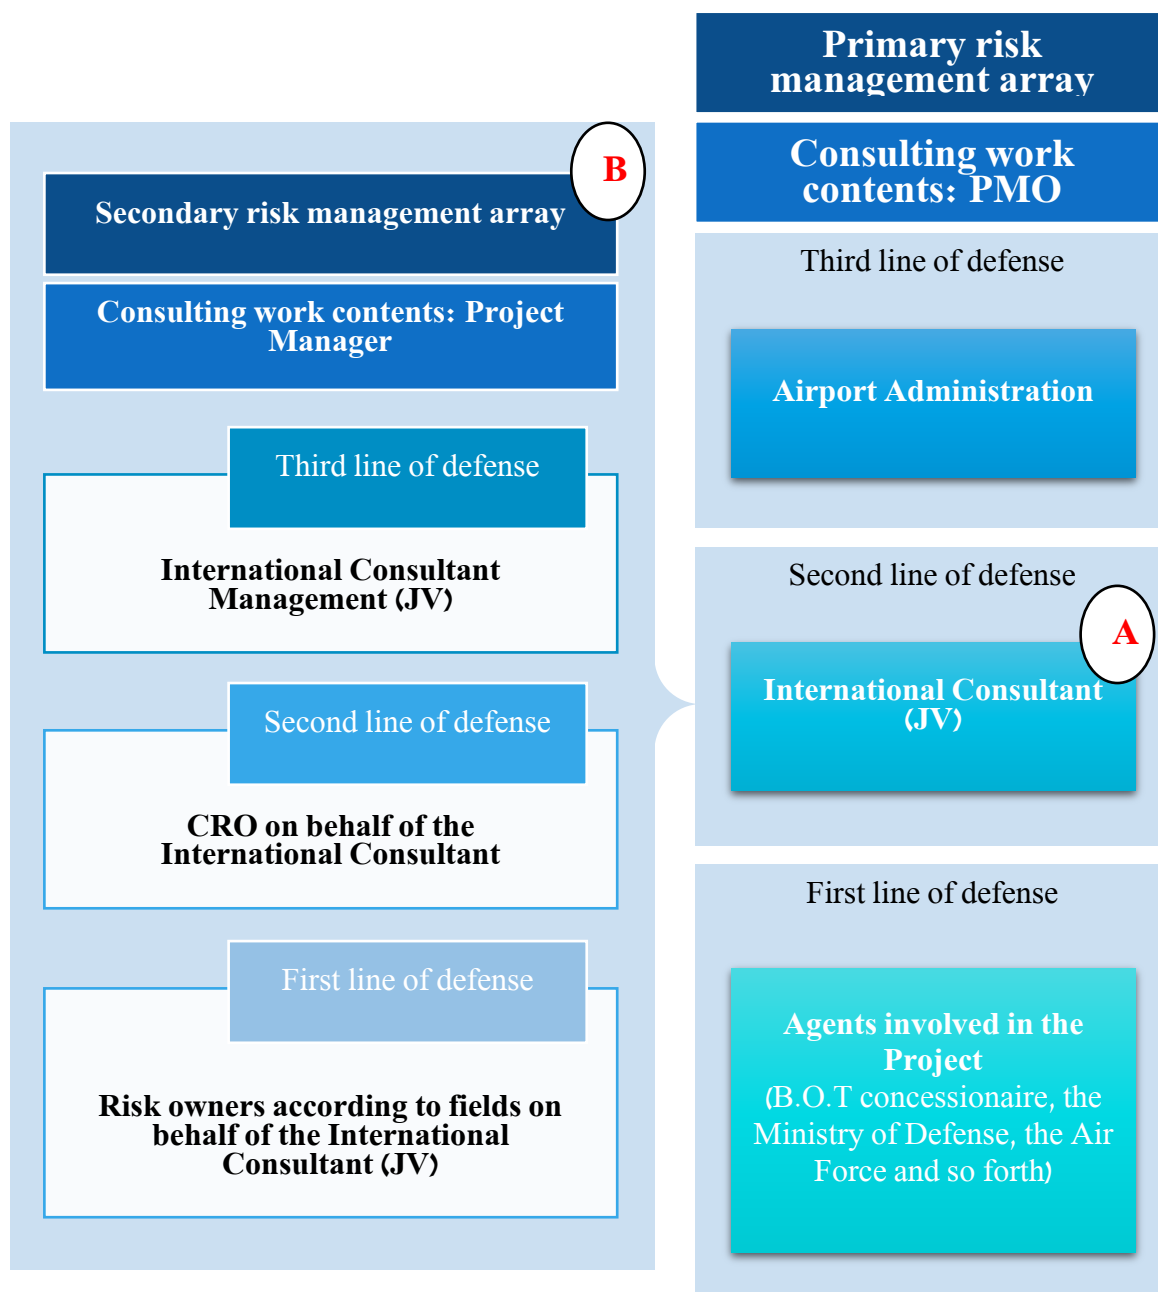 Primary risk
management array
Consulting work
contents: PMO
Third line of defense
Airport Administration
Second line of defense
A
International Consultant
(JV)
First line of defense
Agents involved in the
Project
(B.O.T concessionaire, the
Ministry of Defense, the Air
Force and so forth)
B
Secondary risk management array
Consulting work contents: Project
Manager
Third line of defense
International Consultant
Management (JV)
Second line of defense
CRO on behalf of the
International Consultant
First line of defense
Risk owners according to fields on
behalf of the International
Consultant (JV)